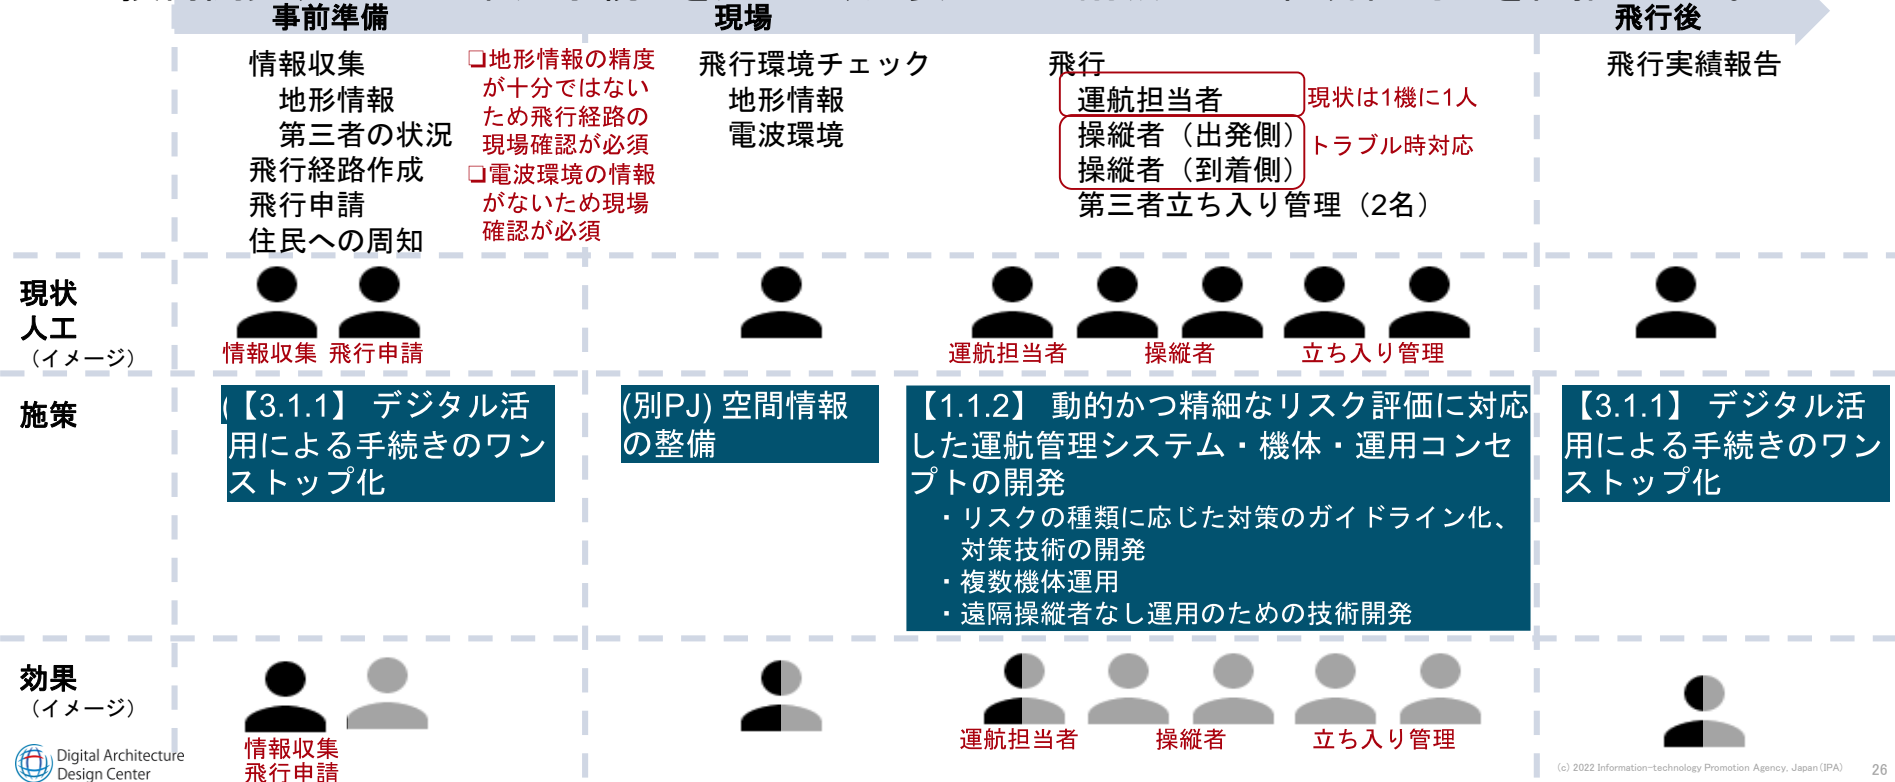 事前準備
現場
飛行後
情報収集
地形情報
第三者の状況
飛行経路作成
飛行申請
住民への周知
❏地形情報の精度
が十分ではない
ため飛行経路の
現場確認が必須
❏電波環境の情報
がないため現場
確認が必須
飛行環境チェック
地形情報
電波環境
飛行
運航担当者
現状は1機に1人
操縦者（出発側）
操縦者（到着側）
トラブル時対応
第三者立ち入り管理（2名）
飛行実績報告
現状
人工
（イメージ）
情報収集 飛行申請
運航担当者
操縦者
立ち入り管理
施策
【3.1.1】 デジタル活
用による手続きのワン
ストップ化
(別PJ) 空間情報
の整備
【1.1.2】 動的かつ精細なリスク評価に対応
した運航管理システム・機体・運用コンセ
プトの開発
・リスクの種類に応じた対策のガイドライン化、
対策技術の開発
・複数機体運用
・遠隔操縦者なし運用のための技術開発
【3.1.1】 デジタル活
用による手続きのワン
ストップ化
効果
（イメージ）
情報収集
飛行申請
運航担当者
操縦者
立ち入り管理
Digital Architecture
Design Center
(c) 2022 Information-technology Promotion Agency, Japan (IPA)
26